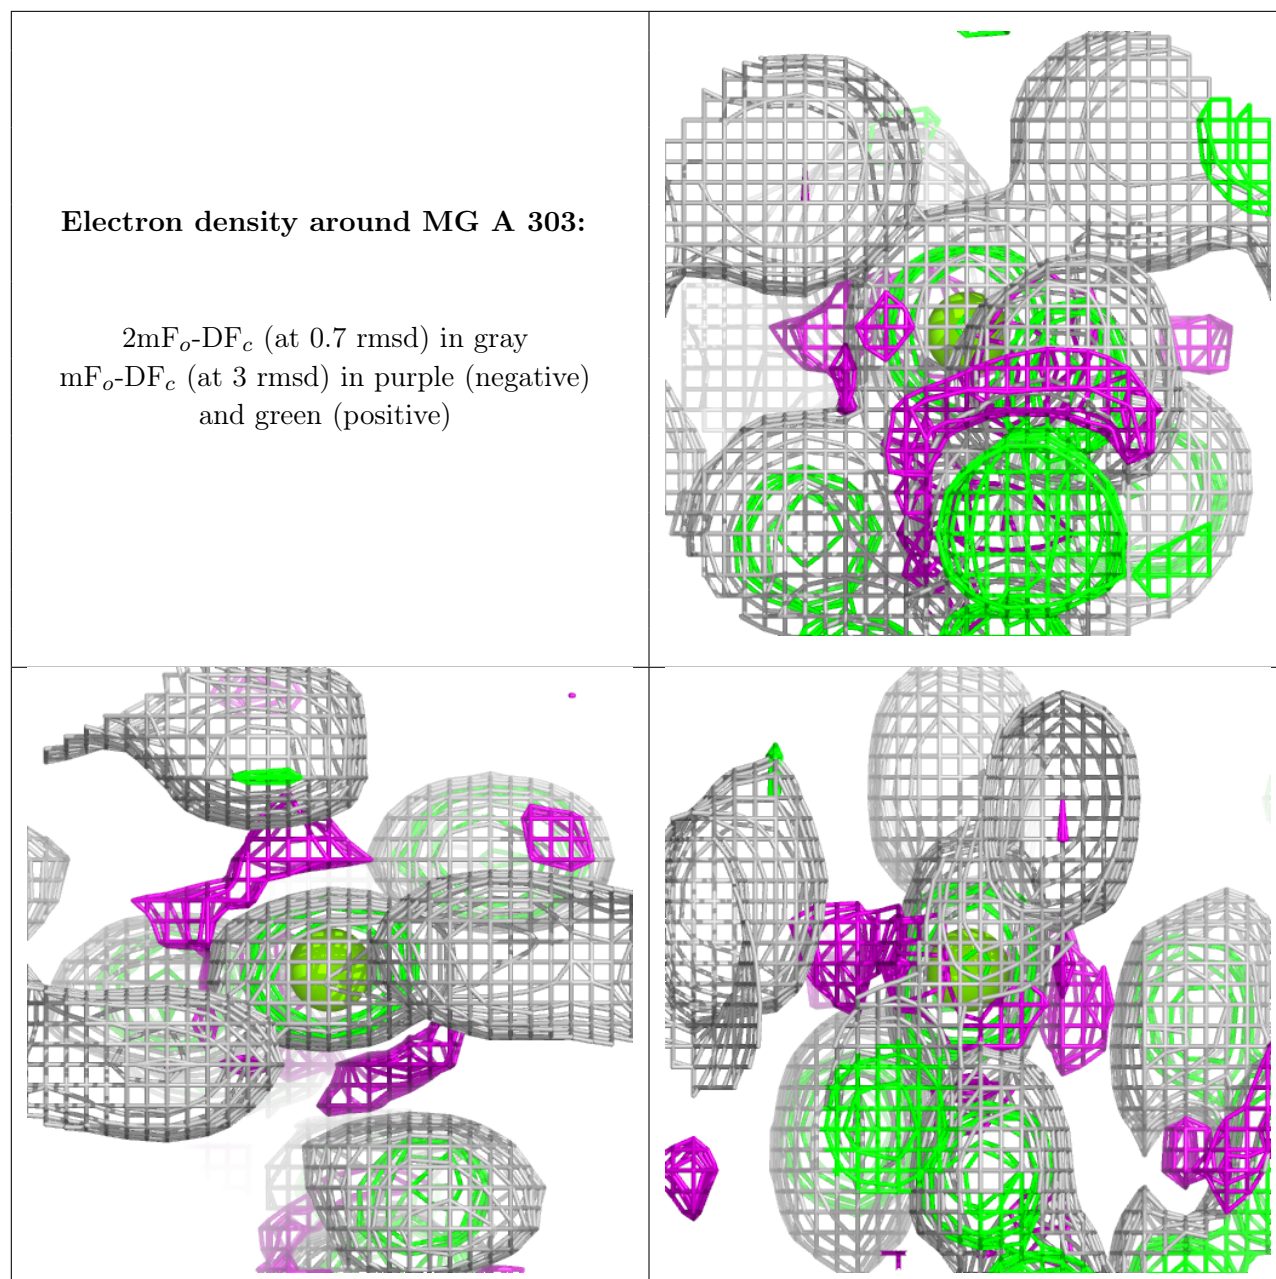 Electron density around MG A 303:
2mFₒ-DF𝒸 (at 0.7 rmsd) in gray
mFₒ-DF𝒸 (at 3 rmsd) in purple (negative)
and green (positive)